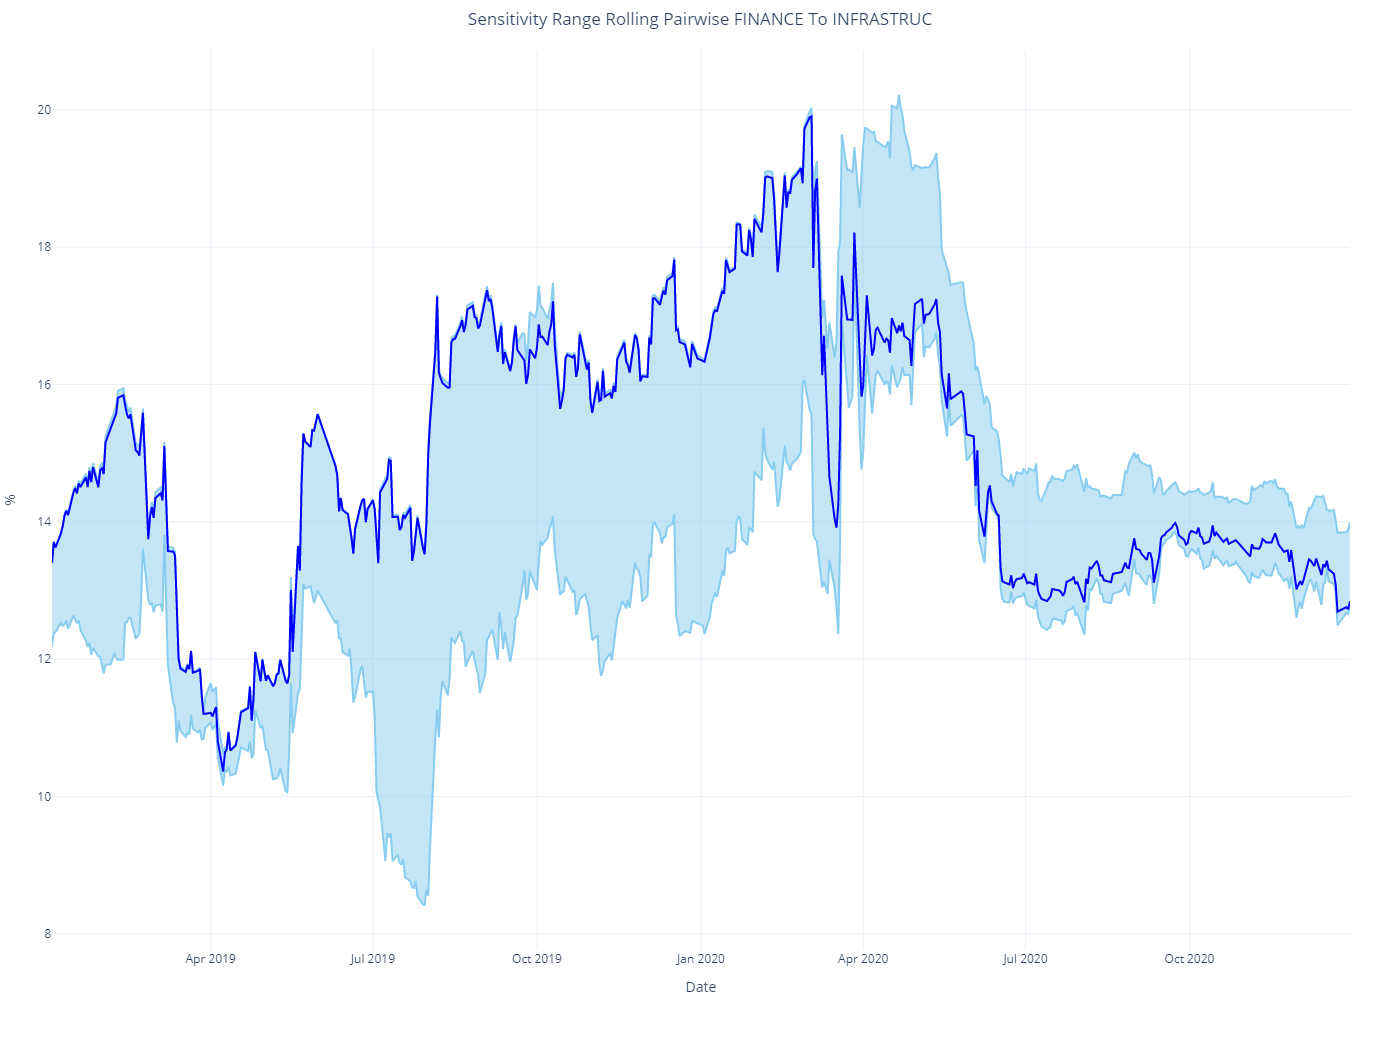 Sensitivity Range Rolling Pairwise FINANCE To INFRASTRUC
20
18
16
14
12
10
8
%
Apr 2019
Jul 2019
Oct 2019
Jan 2020
Apr 2020
Jul 2020
Oct 2020
Date